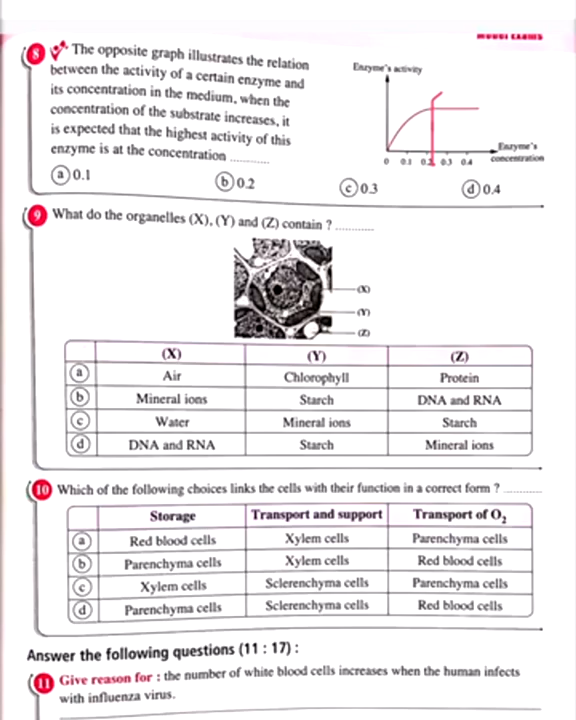 MODEL EXAMS
8 The opposite graph illustrates the relation
between the activity of a certain enzyme and
its concentration in the medium, when the
concentration of the substrate increases, it
is expected that the highest activity of this
enzyme is at the concentration ............
Enzyme's activity
0 0.1 0.2 0.3 0.4
Enzyme's
concentration
a 0.1 b 0.2 c 0.3 d 0.4
9 What do the organelles (X), (Y) and (Z) contain ? ............
(X)
(Y)
(Z)
(X) (Y) (Z)
a Air Chlorophyll Protein
b Mineral ions Starch DNA and RNA
c Water Mineral ions Starch
d DNA and RNA Starch Mineral ions
10 Which of the following choices links the cells with their function in a correct form ? ............
Storage Transport and support Transport of O₂
a Red blood cells Xylem cells Parenchyma cells
b Parenchyma cells Xylem cells Red blood cells
c Xylem cells Sclerenchyma cells Parenchyma cells
d Parenchyma cells Sclerenchyma cells Red blood cells
Answer the following questions (11 : 17) :
11 Give reason for : the number of white blood cells increases when the human infects
with influenza virus.